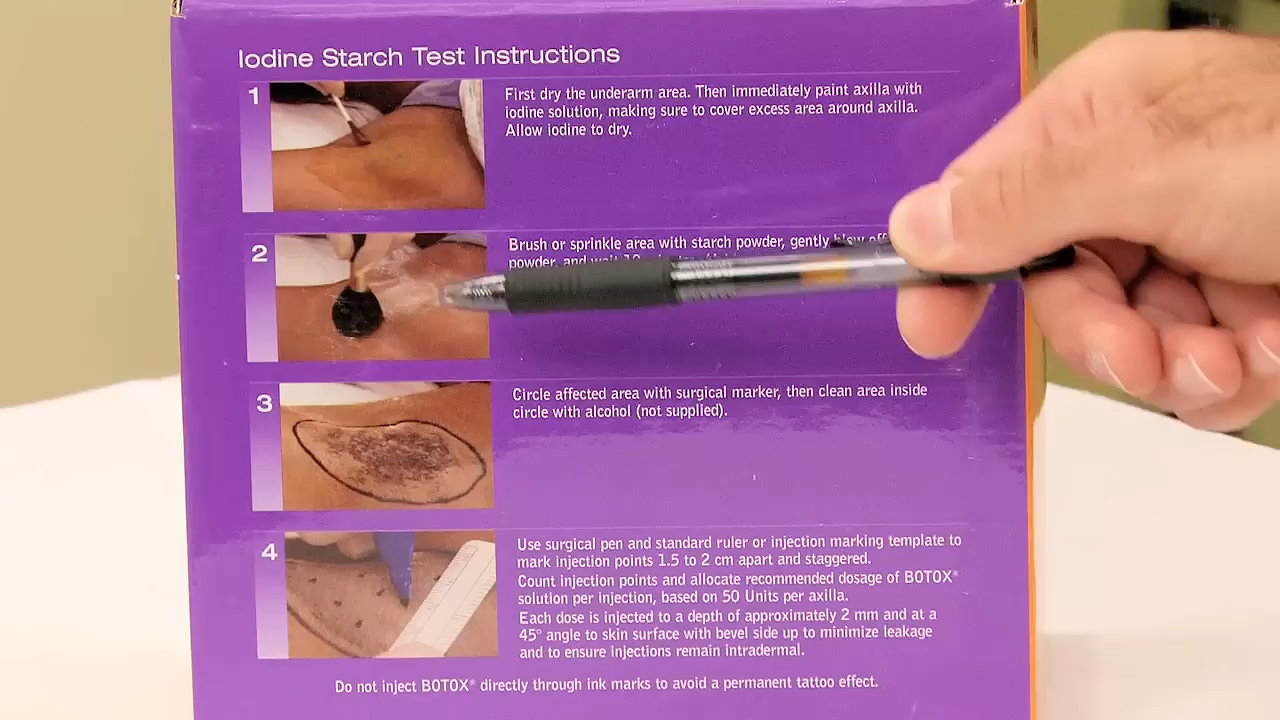 Iodine Starch Test Instructions
1
First dry the underarm area. Then immediately paint axilla with
iodine solution, making sure to cover excess area around axilla.
Allow iodine to dry.
2
Brush or sprinkle area with starch powder, gently blow off
powder, and wait 10
3
Circle affected area with surgical marker, then clean area inside
circle with alcohol (not supplied).
4
Use surgical pen and standard ruler or injection marking template to
mark injection points 1.5 to 2 cm apart and staggered.
Count injection points and allocate recommended dosage of BOTOX®
solution per injection, based on 50 Units per axilla.
Each dose is injected to a depth of approximately 2 mm and at a
45° angle to skin surface with bevel side up to minimize leakage
and to ensure injections remain intradermal.
Do not inject BOTOX® directly through ink marks to avoid a permanent tattoo effect.